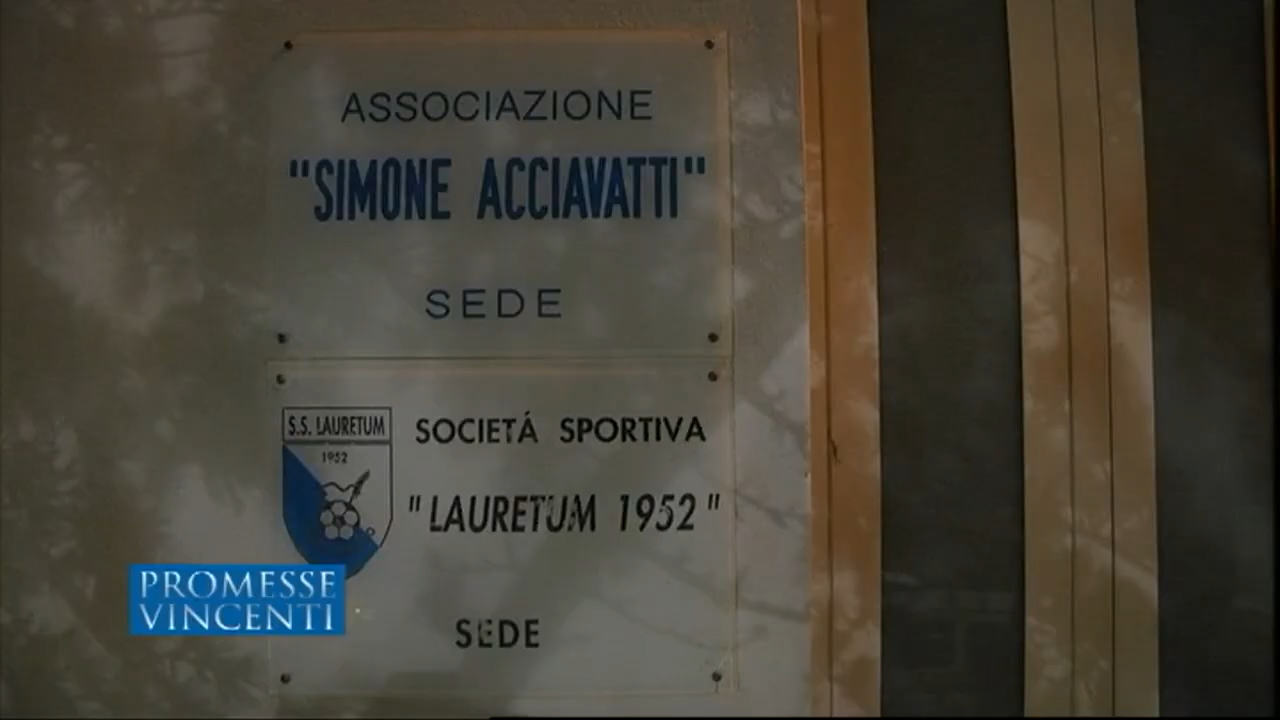 ASSOCIAZIONE
"SIMONE ACCIAVATTI"
SEDE
S.S. LAURETUM
1952
SOCIETÁ SPORTIVA
"LAURETUM 1952"
SEDE
PROMESSE
VINCENTI